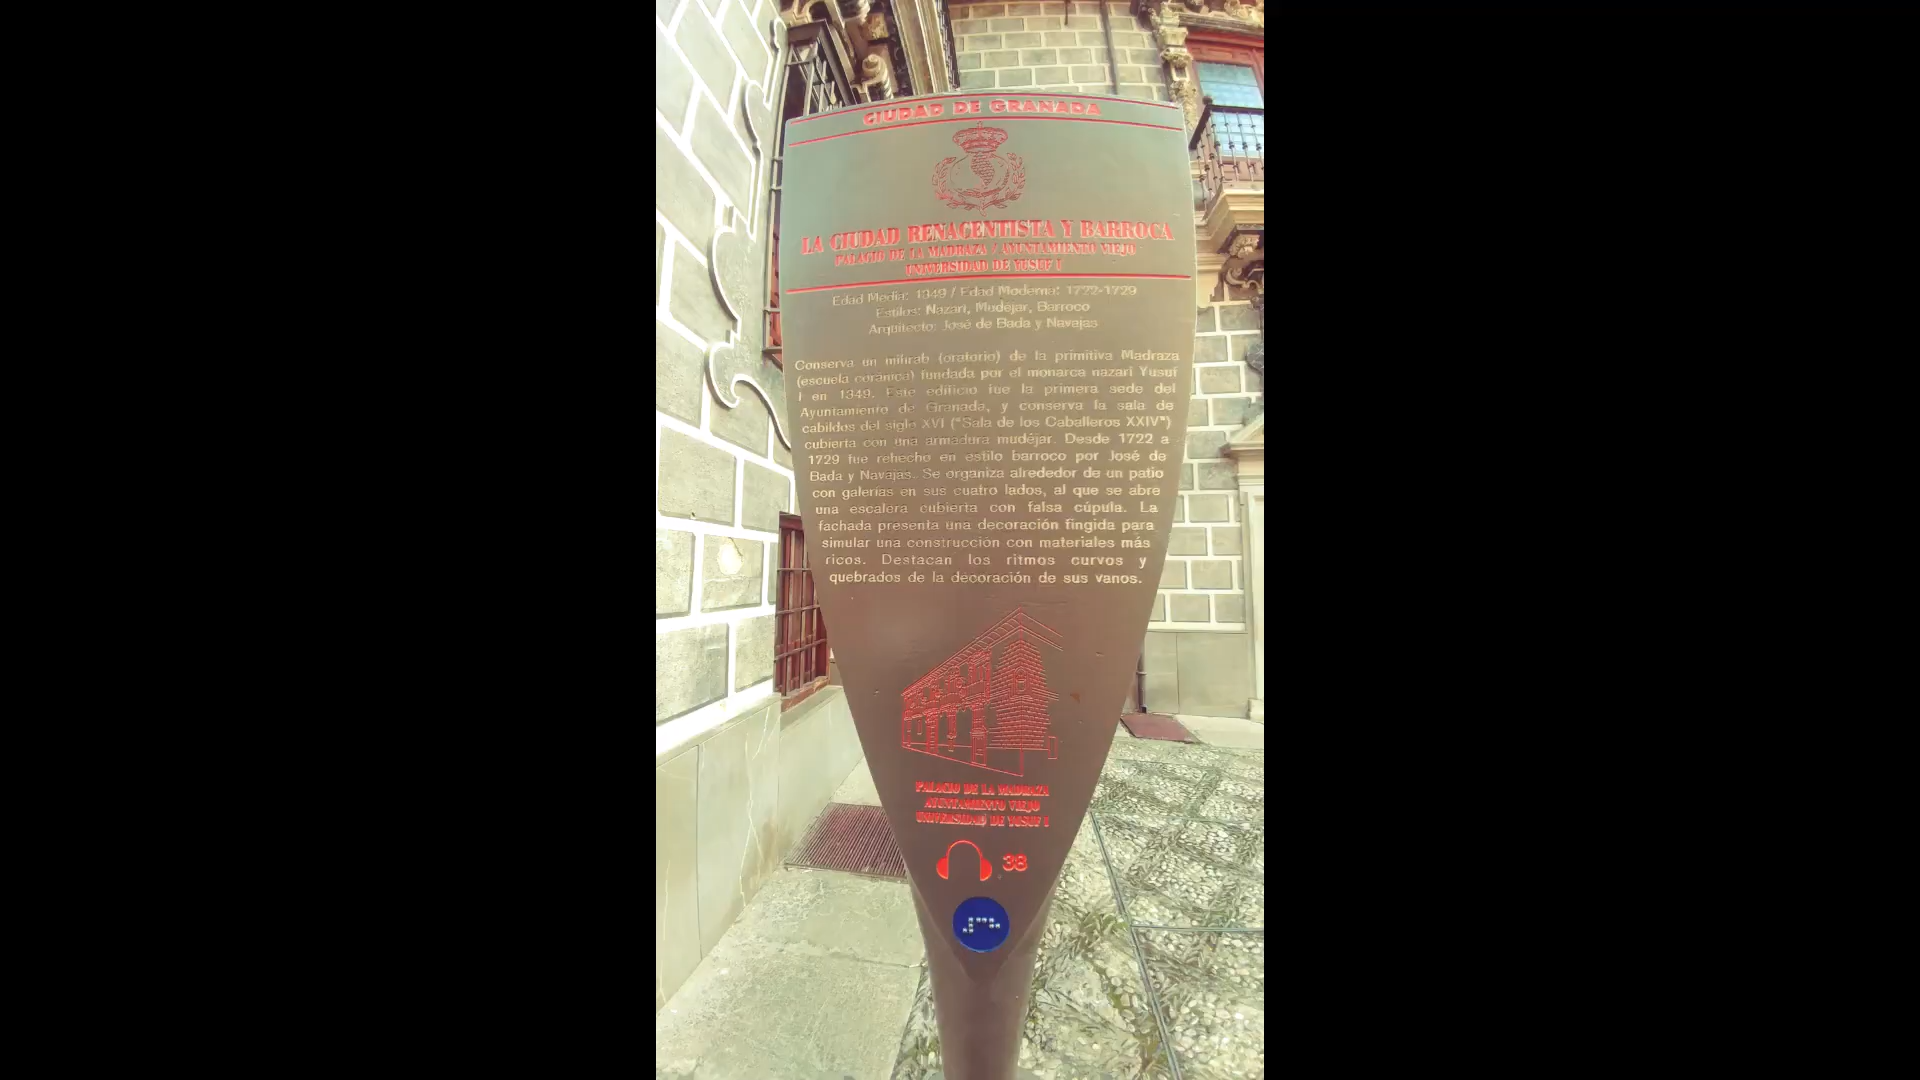 CIUDAD DE GRANADA
LA CIUDAD RENACENTISTA Y BARROCA
PALACIO DE LA MADRAZA / AYUNTAMIENTO VIEJO
UNIVERSIDAD DE YUSUF I
Edad Media: 1349 / Edad Moderna: 1722-1729
Estilos: Nazarí, Mudéjar, Barroco
Arquitecto: José de Bada y Navajas
Conserva un mihrab (oratorio) de la primitiva Madraza
(escuela coránica) fundada por el monarca nazarí Yusuf
I en 1349. Este edificio fue la primera sede del
Ayuntamiento de Granada, y conserva la sala de
cabildos del siglo XVI ("Sala de los Caballeros XXIV")
cubierta con una armadura mudéjar. Desde 1722 a
1729 fue rehecho en estilo barroco por José de
Bada y Navajas. Se organiza alrededor de un patio
con galerías en sus cuatro lados, al que se abre
una escalera cubierta con falsa cúpula. La
fachada presenta una decoración fingida para
simular una construcción con materiales más
ricos. Destacan los ritmos curvos y
quebrados de la decoración de sus vanos.
PALACIO DE LA MADRAZA
AYUNTAMIENTO VIEJO
UNIVERSIDAD DE YUSUF I
38